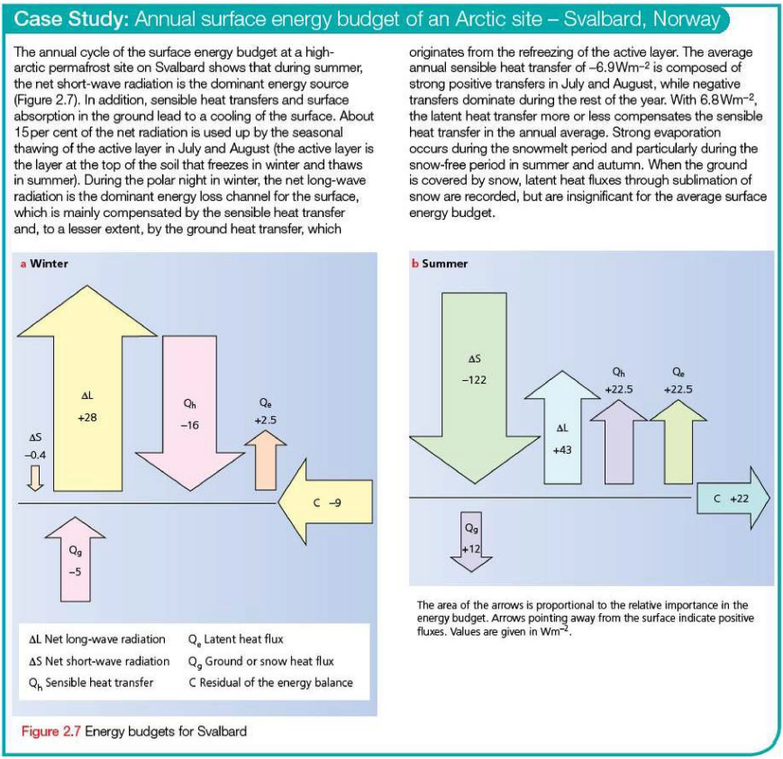 Case Study: Annual surface energy budget of an Arctic site – Svalbard, Norway
The annual cycle of the surface energy budget at a high-
arctic permafrost site on Svalbard shows that during summer,
the net short-wave radiation is the dominant energy source
(Figure 2.7). In addition, sensible heat transfers and surface
absorption in the ground lead to a cooling of the surface. About
15 per cent of the net radiation is used up by the seasonal
thawing of the active layer in July and August (the active layer is
the layer at the top of the soil that freezes in winter and thaws
in summer). During the polar night in winter, the net long-wave
radiation is the dominant energy loss channel for the surface,
which is mainly compensated by the sensible heat transfer
and, to a lesser extent, by the ground heat transfer, which
originates from the refreezing of the active layer. The average
annual sensible heat transfer of –6.9Wm⁻² is composed of
strong positive transfers in July and August, while negative
transfers dominate during the rest of the year. With 6.8Wm⁻²,
the latent heat transfer more or less compensates the sensible
heat transfer in the annual average. Strong evaporation
occurs during the snowmelt period and particularly during the
snow-free period in summer and autumn. When the ground
is covered by snow, latent heat fluxes through sublimation of
snow are recorded, but are insignificant for the average surface
energy budget.
a Winter
ΔS
–0.4
ΔL
+28
Qh
–16
Qe
+2.5
C –9
Qg
–5
ΔL Net long-wave radiation
ΔS Net short-wave radiation
Qh Sensible heat transfer
Qe Latent heat flux
Qg Ground or snow heat flux
C Residual of the energy balance
b Summer
ΔS
–122
ΔL
+43
Qh
+22.5
Qe
+22.5
C +22
Qg
+12
The area of the arrows is proportional to the relative importance in the
energy budget. Arrows pointing away from the surface indicate positive
fluxes. Values are given in Wm⁻².
Figure 2.7 Energy budgets for Svalbard